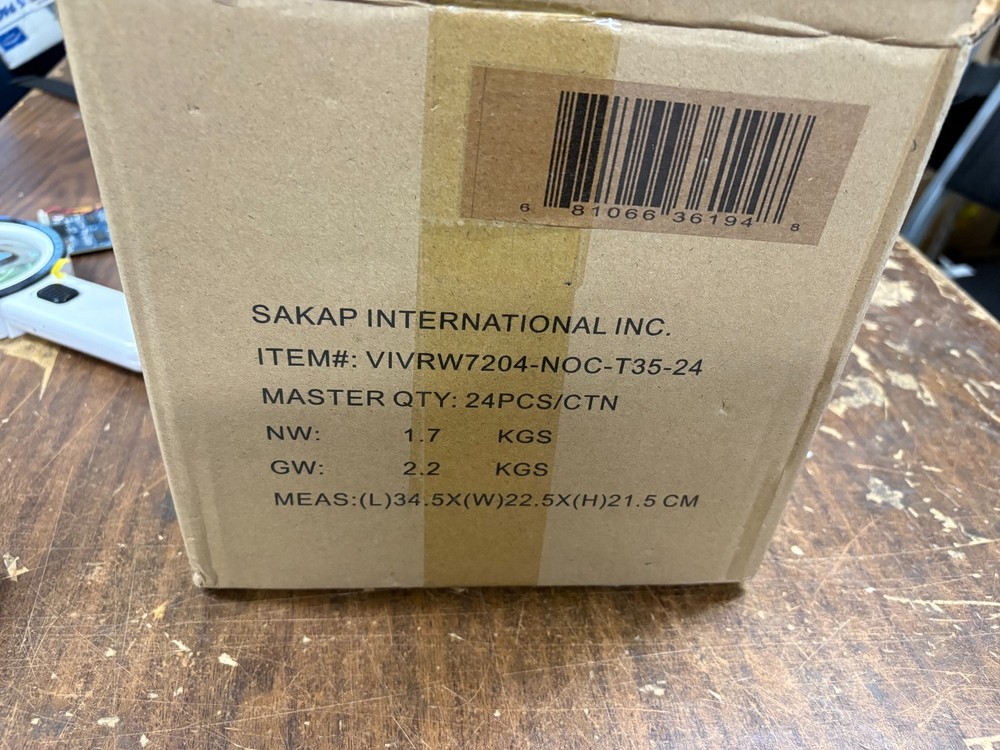 6 81066 36194 8
SAKAP INTERNATIONAL INC.
ITEM#: VIVRW7204-NOC-T35-24
MASTER QTY: 24PCS/CTN
NW: 1.7 KGS
GW: 2.2 KGS
MEAS:(L)34.5X(W)22.5X(H)21.5 CM